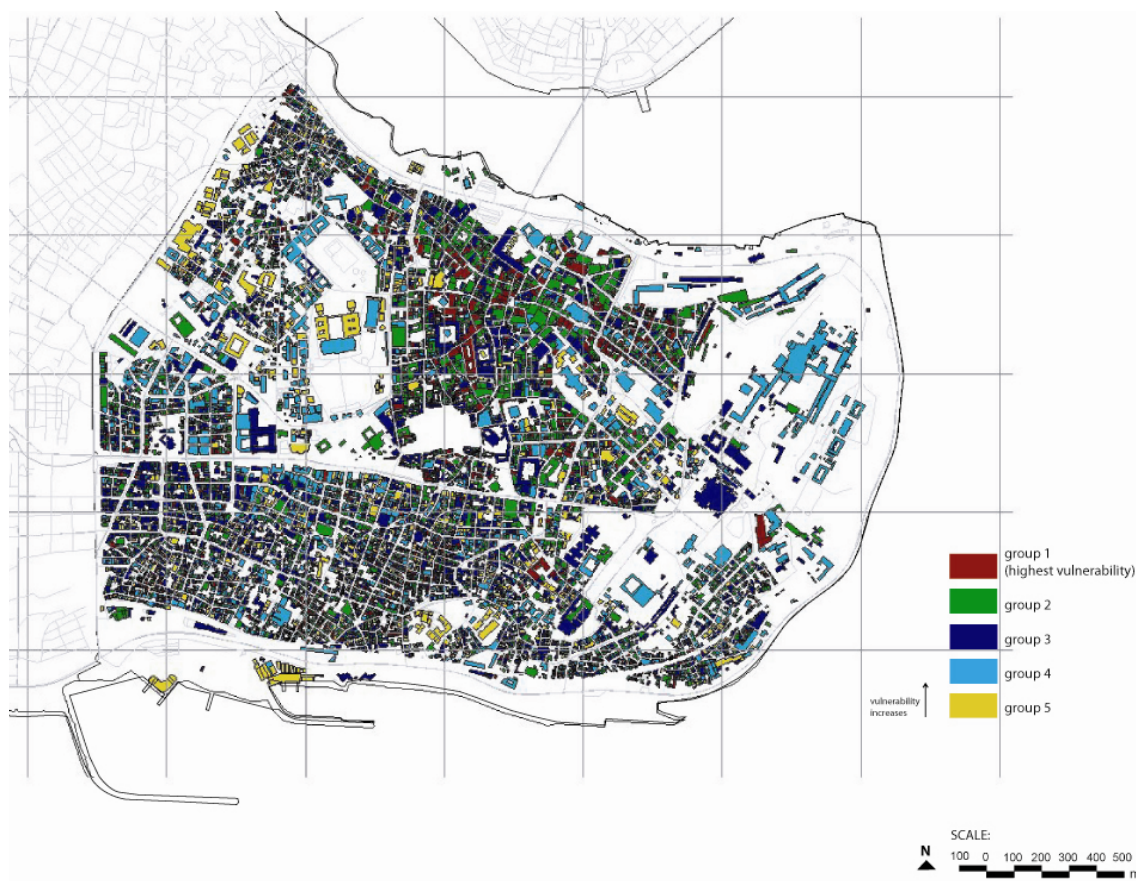 group 1
(highest vulnerability)
group 2
group 3
group 4
group 5
vulnerability
increases
SCALE:
N
100 0 100 200 300 400 500
m